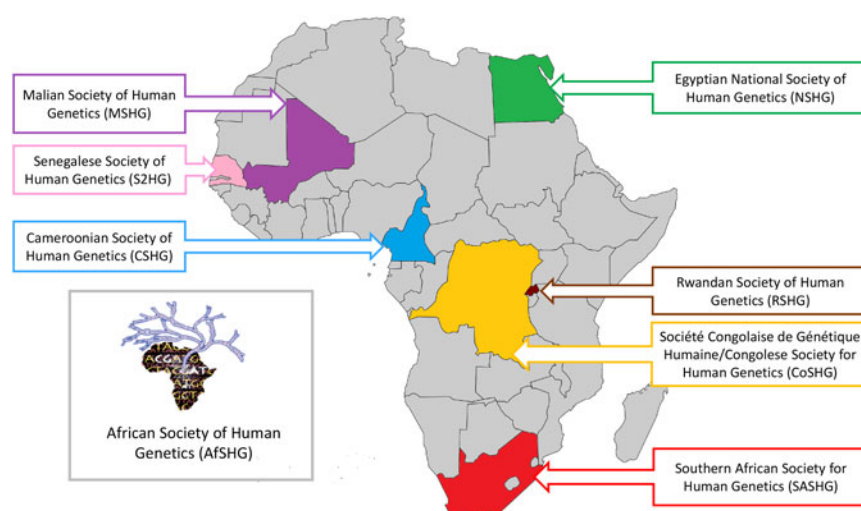 Malian Society of Human
Genetics (MSHG)
Senegalese Society of
Human Genetics (S2HG)
Cameroonian Society of
Human Genetics (CSHG)
African Society of Human
Genetics (AfSHG)
Egyptian National Society of
Human Genetics (NSHG)
Rwandan Society of Human
Genetics (RSHG)
Société Congolaise de Génétique
Humaine/Congolese Society for
Human Genetics (CoSHG)
Southern African Society for
Human Genetics (SASHG)